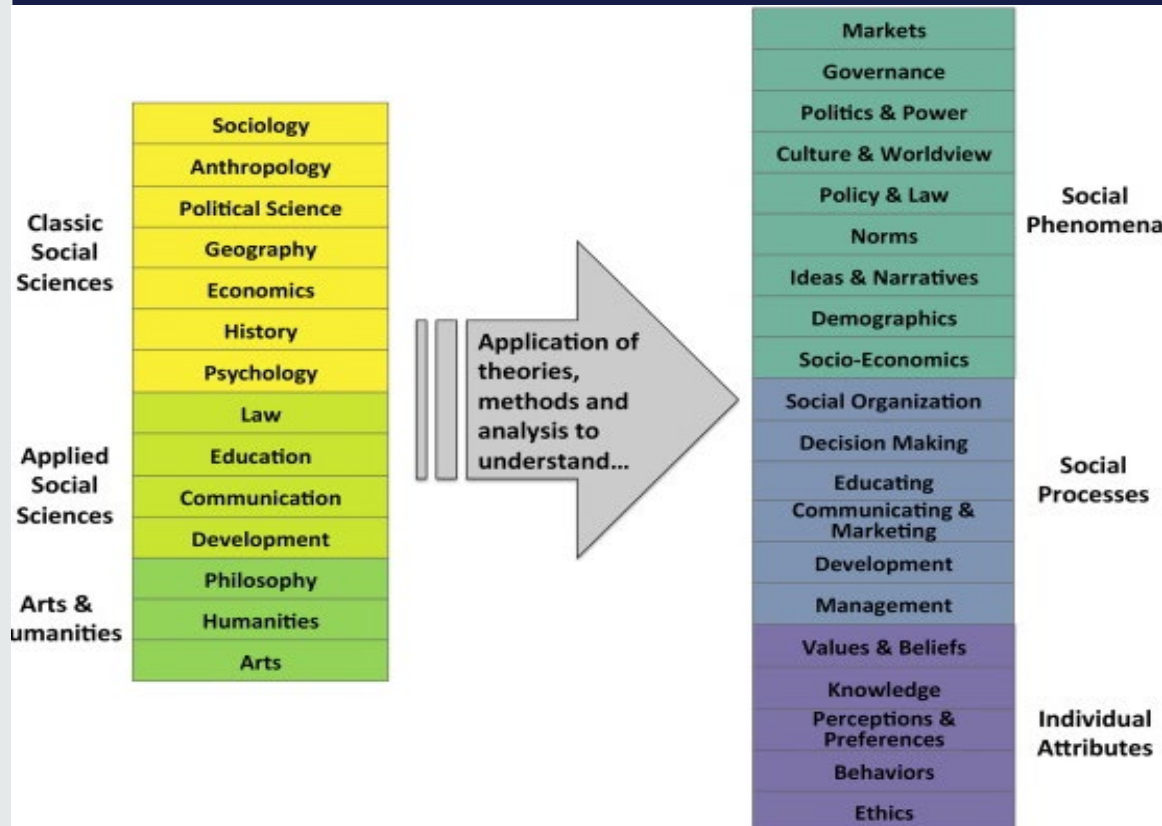 Classic
Social
Sciences
Applied
Social
Sciences
Arts &
umanities
Sociology
Anthropology
Political Science
Geography
Economics
History
Psychology
Law
Education
Communication
Development
Philosophy
Humanities
Arts
Application of
theories,
methods and
analysis to
understand...
Markets
Governance
Politics & Power
Culture & Worldview
Policy & Law
Norms
Ideas & Narratives
Demographics
Socio-Economics
Social Organization
Decision Making
Educating
Communicating &
Marketing
Development
Management
Values & Beliefs
Knowledge
Perceptions &
Preferences
Behaviors
Ethics
Social
Phenomena
Social
Processes
Individual
Attributes